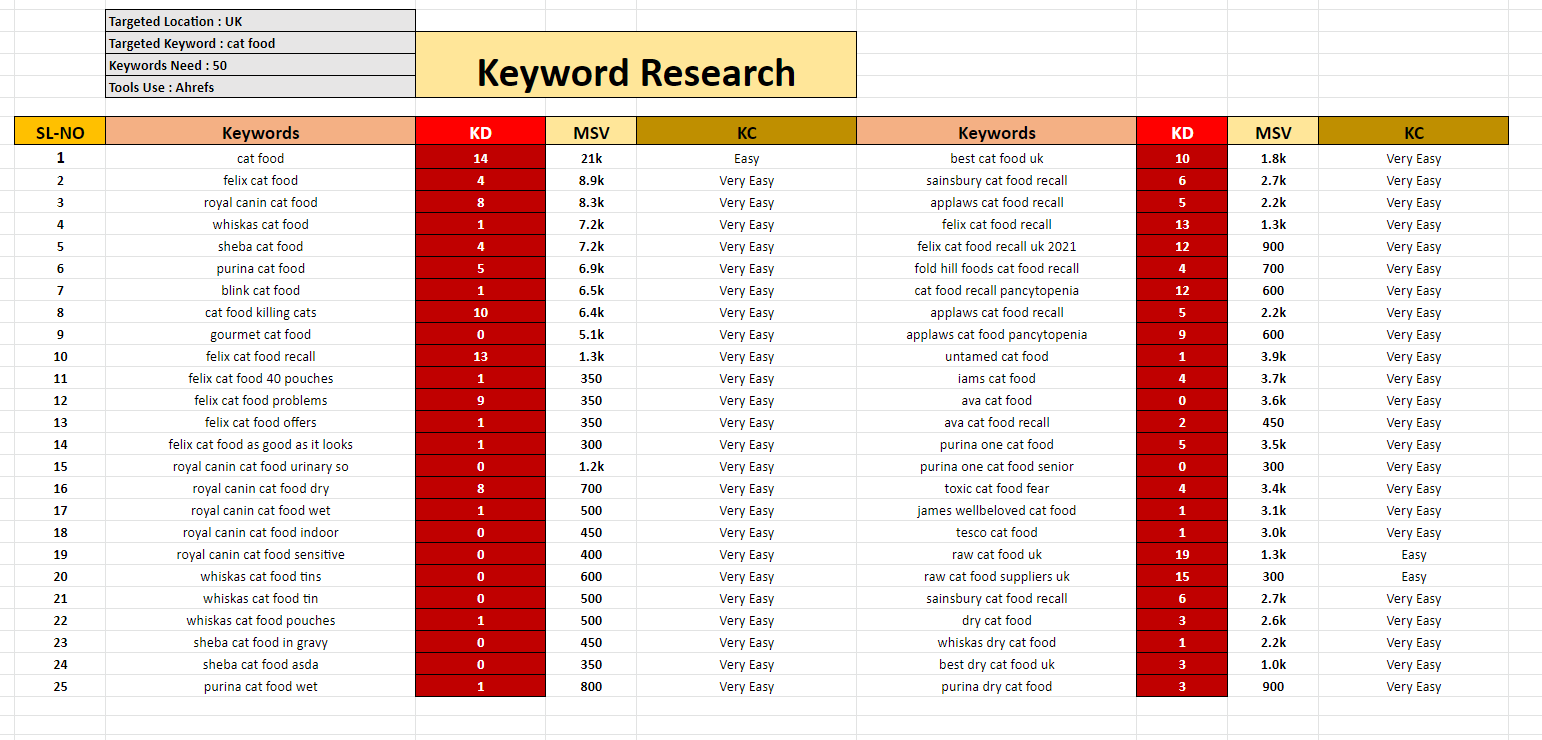 Targeted Location : UK
Targeted Keyword : cat food
Keywords Need : 50
Tools Use : Ahrefs
Keyword Research
SL-NO Keywords KD MSV KC Keywords KD MSV KC
1 cat food 14 21k Easy best cat food uk 10 1.8k Very Easy
2 felix cat food 4 8.9k Very Easy sainsbury cat food recall 6 2.7k Very Easy
3 royal canin cat food 8 8.3k Very Easy applaws cat food recall 5 2.2k Very Easy
4 whiskas cat food 1 7.2k Very Easy felix cat food recall 13 1.3k Very Easy
5 sheba cat food 4 7.2k Very Easy felix cat food recall uk 2021 12 900 Very Easy
6 purina cat food 5 6.9k Very Easy fold hill foods cat food recall 4 700 Very Easy
7 blink cat food 1 6.5k Very Easy cat food recall pancytopenia 12 600 Very Easy
8 cat food killing cats 10 6.4k Very Easy applaws cat food recall 5 2.2k Very Easy
9 gourmet cat food 0 5.1k Very Easy applaws cat food pancytopenia 9 600 Very Easy
10 felix cat food recall 13 1.3k Very Easy untamed cat food 1 3.9k Very Easy
11 felix cat food 40 pouches 1 350 Very Easy iams cat food 4 3.7k Very Easy
12 felix cat food problems 9 350 Very Easy ava cat food 0 3.6k Very Easy
13 felix cat food offers 1 350 Very Easy ava cat food recall 2 450 Very Easy
14 felix cat food as good as it looks 1 300 Very Easy purina one cat food 5 3.5k Very Easy
15 royal canin cat food urinary so 0 1.2k Very Easy purina one cat food senior 0 300 Very Easy
16 royal canin cat food dry 8 700 Very Easy toxic cat food fear 4 3.4k Very Easy
17 royal canin cat food wet 1 500 Very Easy james wellbeloved cat food 1 3.1k Very Easy
18 royal canin cat food indoor 0 450 Very Easy tesco cat food 1 3.0k Very Easy
19 royal canin cat food sensitive 0 400 Very Easy raw cat food uk 19 1.3k Easy
20 whiskas cat food tins 0 600 Very Easy raw cat food suppliers uk 15 300 Easy
21 whiskas cat food tin 0 500 Very Easy sainsbury cat food recall 6 2.7k Very Easy
22 whiskas cat food pouches 1 500 Very Easy dry cat food 3 2.6k Very Easy
23 sheba cat food in gravy 0 450 Very Easy whiskas dry cat food 1 2.2k Very Easy
24 sheba cat food asda 0 350 Very Easy best dry cat food uk 3 1.0k Very Easy
25 purina cat food wet 1 800 Very Easy purina dry cat food 3 900 Very Easy